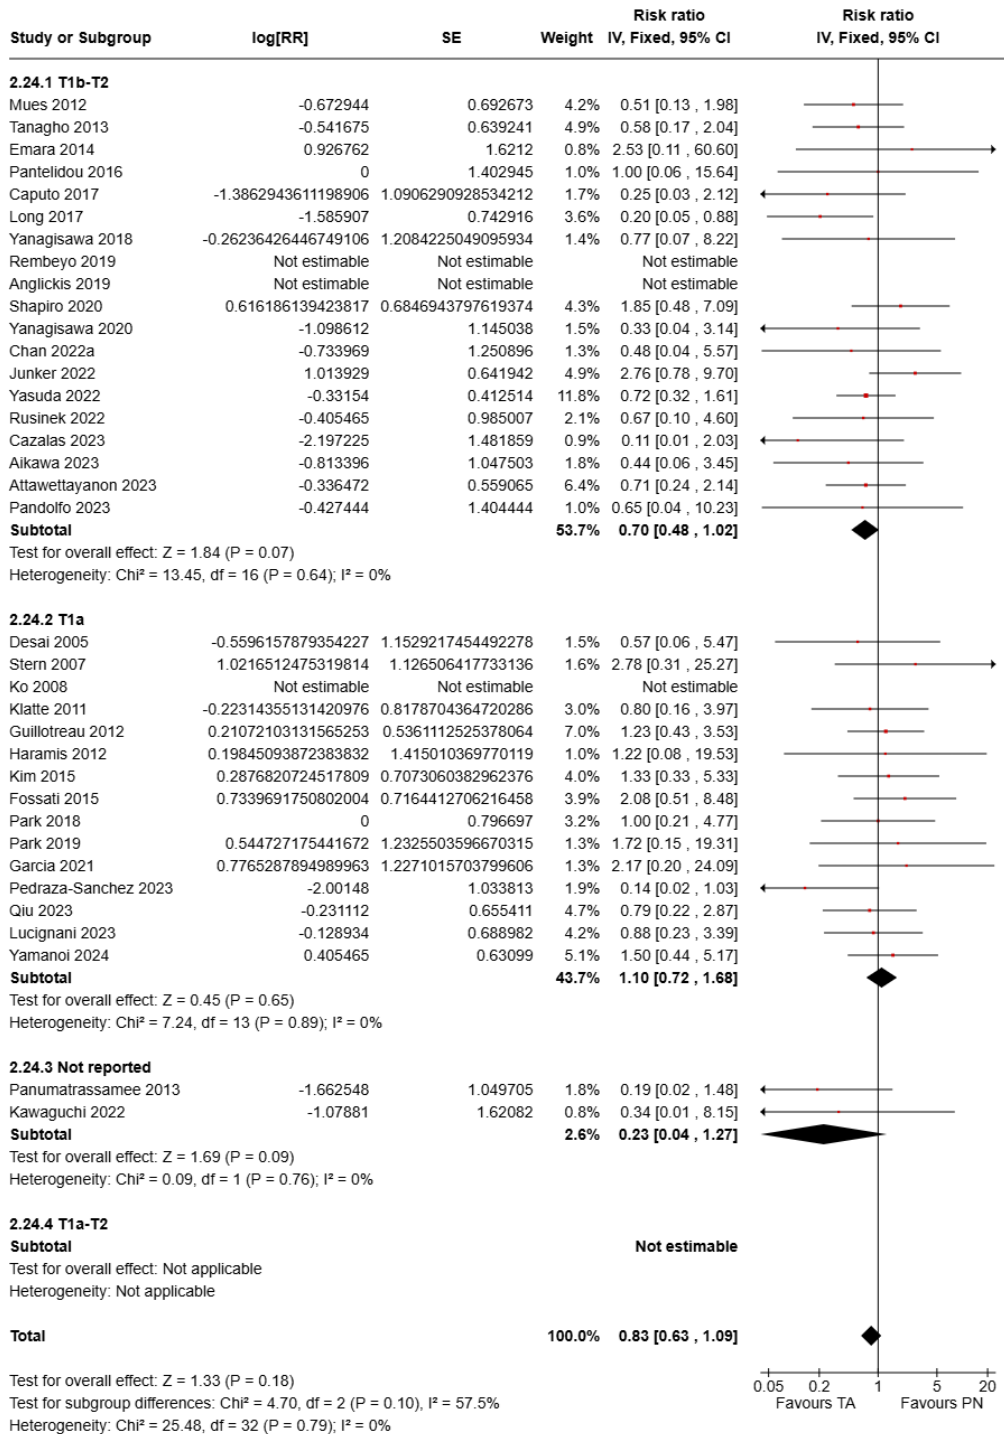 Risk ratio Risk ratio
Study or Subgroup log[RR] SE Weight IV, Fixed, 95% CI IV, Fixed, 95% CI
2.24.1 T1b-T2
Mues 2012 -0.672944 0.692673 4.2% 0.51 [0.13 , 1.98]
Tanagho 2013 -0.541675 0.639241 4.9% 0.58 [0.17 , 2.04]
Emara 2014 0.926762 1.6212 0.8% 2.53 [0.11 , 60.60]
Pantelidou 2016 0 1.402945 1.0% 1.00 [0.06 , 15.64]
Caputo 2017 -1.3862943611198906 1.0906290928534212 1.7% 0.25 [0.03 , 2.12]
Long 2017 -1.585907 0.742916 3.6% 0.20 [0.05 , 0.88]
Yanagisawa 2018 -0.26236426446749106 1.2084225049095934 1.4% 0.77 [0.07 , 8.22]
Rembeyo 2019 Not estimable Not estimable Not estimable
Anglickis 2019 Not estimable Not estimable Not estimable
Shapiro 2020 0.616186139423817 0.6846943797619374 4.3% 1.85 [0.48 , 7.09]
Yanagisawa 2020 -1.098612 1.145038 1.5% 0.33 [0.04 , 3.14]
Chan 2022a -0.733969 1.250896 1.3% 0.48 [0.04 , 5.57]
Junker 2022 1.013929 0.641942 4.9% 2.76 [0.78 , 9.70]
Yasuda 2022 -0.33154 0.412514 11.8% 0.72 [0.32 , 1.61]
Rusinek 2022 -0.405465 0.985007 2.1% 0.67 [0.10 , 4.60]
Cazalas 2023 -2.197225 1.481859 0.9% 0.11 [0.01 , 2.03]
Aikawa 2023 -0.813396 1.047503 1.8% 0.44 [0.06 , 3.45]
Attawettayanon 2023 -0.336472 0.559065 6.4% 0.71 [0.24 , 2.14]
Pandolfo 2023 -0.427444 1.404444 1.0% 0.65 [0.04 , 10.23]
Subtotal 53.7% 0.70 [0.48 , 1.02]
Test for overall effect: Z = 1.84 (P = 0.07)
Heterogeneity: Chi² = 13.45, df = 16 (P = 0.64); I² = 0%
2.24.2 T1a
Desai 2005 -0.5596157879354227 1.1529217454492278 1.5% 0.57 [0.06 , 5.47]
Stern 2007 1.0216512475319814 1.126506417733136 1.6% 2.78 [0.31 , 25.27]
Ko 2008 Not estimable Not estimable Not estimable
Klatte 2011 -0.22314355131420976 0.8178704364720286 3.0% 0.80 [0.16 , 3.97]
Guillotreau 2012 0.21072103131565253 0.5361112525378064 7.0% 1.23 [0.43 , 3.53]
Haramis 2012 0.19845093872383832 1.415010369770119 1.0% 1.22 [0.08 , 19.53]
Kim 2015 0.2876820724517809 0.7073060382962376 4.0% 1.33 [0.33 , 5.33]
Fossati 2015 0.7339691750802004 0.7164412706216458 3.9% 2.08 [0.51 , 8.48]
Park 2018 0 0.796697 3.2% 1.00 [0.21 , 4.77]
Park 2019 0.544727175441672 1.2325503596670315 1.3% 1.72 [0.15 , 19.31]
Garcia 2021 0.7765287894989963 1.2271015703799606 1.3% 2.17 [0.20 , 24.09]
Pedraza-Sanchez 2023 -2.00148 1.033813 1.9% 0.14 [0.02 , 1.03]
Qiu 2023 -0.231112 0.655411 4.7% 0.79 [0.22 , 2.87]
Lucignani 2023 -0.128934 0.688982 4.2% 0.88 [0.23 , 3.39]
Yamanoi 2024 0.405465 0.63099 5.1% 1.50 [0.44 , 5.17]
Subtotal 43.7% 1.10 [0.72 , 1.68]
Test for overall effect: Z = 0.45 (P = 0.65)
Heterogeneity: Chi² = 7.24, df = 13 (P = 0.89); I² = 0%
2.24.3 Not reported
Panumatrassamee 2013 -1.662548 1.049705 1.8% 0.19 [0.02 , 1.48]
Kawaguchi 2022 -1.07881 1.62082 0.8% 0.34 [0.01 , 8.15]
Subtotal 2.6% 0.23 [0.04 , 1.27]
Test for overall effect: Z = 1.69 (P = 0.09)
Heterogeneity: Chi² = 0.09, df = 1 (P = 0.76); I² = 0%
2.24.4 T1a-T2
Subtotal Not estimable
Test for overall effect: Not applicable
Heterogeneity: Not applicable
Total 100.0% 0.83 [0.63 , 1.09]
Test for overall effect: Z = 1.33 (P = 0.18)
Test for subgroup differences: Chi² = 4.70, df = 2 (P = 0.10), I² = 57.5%
Heterogeneity: Chi² = 25.48, df = 32 (P = 0.79); I² = 0%
0.05 0.2 1 5 20
Favours TA Favours PN